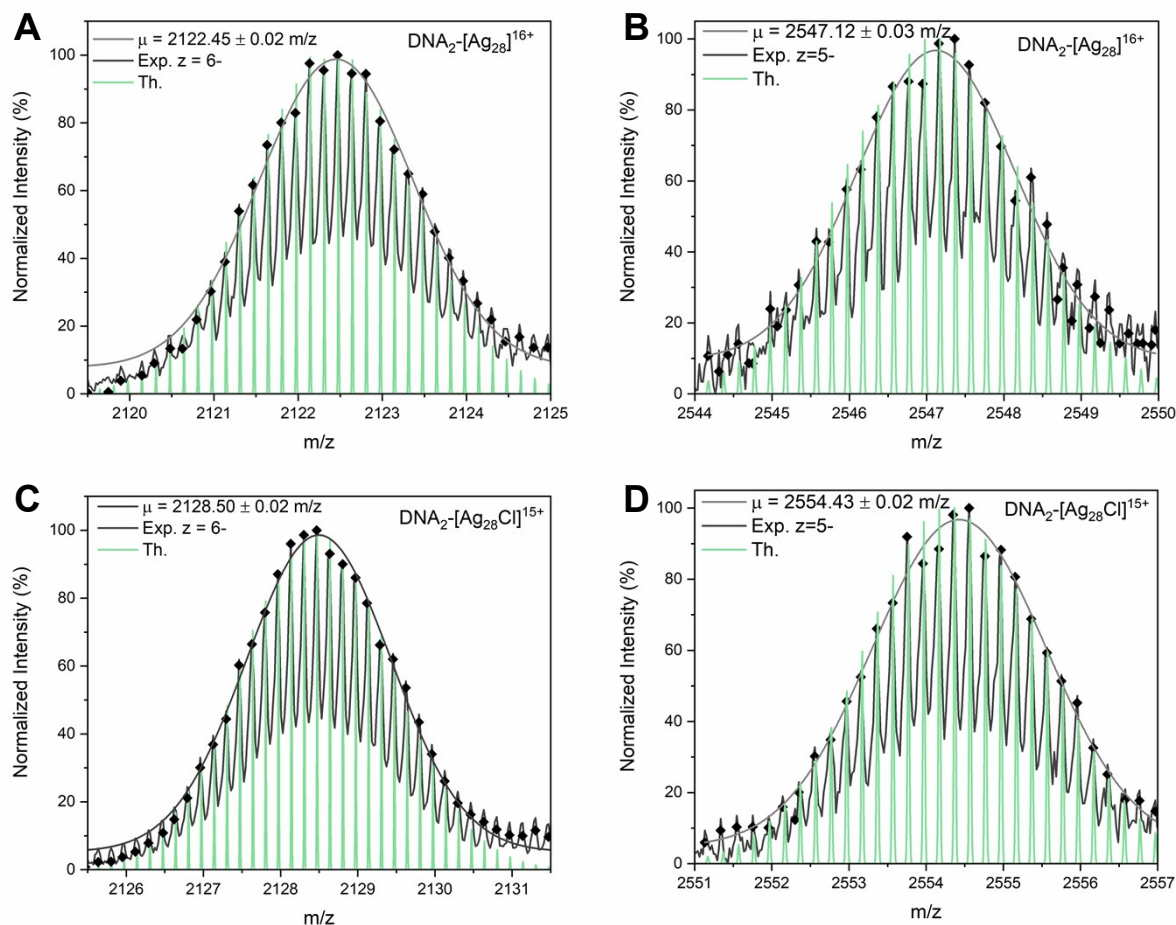 A
μ = 2122.45 ± 0.02 m/z
Exp. z = 6-
Th.
DNA₂-[Ag₂₈]¹⁶⁺
Normalized Intensity (%)
100
80
60
40
20
0
2120 2121 2122 2123 2124 2125
m/z
B
μ = 2547.12 ± 0.03 m/z
Exp. z=5-
Th.
DNA₂-[Ag₂₈]¹⁶⁺
Normalized Intensity (%)
100
80
60
40
20
0
2544 2545 2546 2547 2548 2549 2550
m/z
C
μ = 2128.50 ± 0.02 m/z
Exp. z = 6-
Th.
DNA₂-[Ag₂₈Cl]¹⁵⁺
Normalized Intensity (%)
100
80
60
40
20
0
2126 2127 2128 2129 2130 2131
m/z
D
μ = 2554.43 ± 0.02 m/z
Exp. z=5-
Th.
DNA₂-[Ag₂₈Cl]¹⁵⁺
Normalized Intensity (%)
100
80
60
40
20
0
2551 2552 2553 2554 2555 2556 2557
m/z